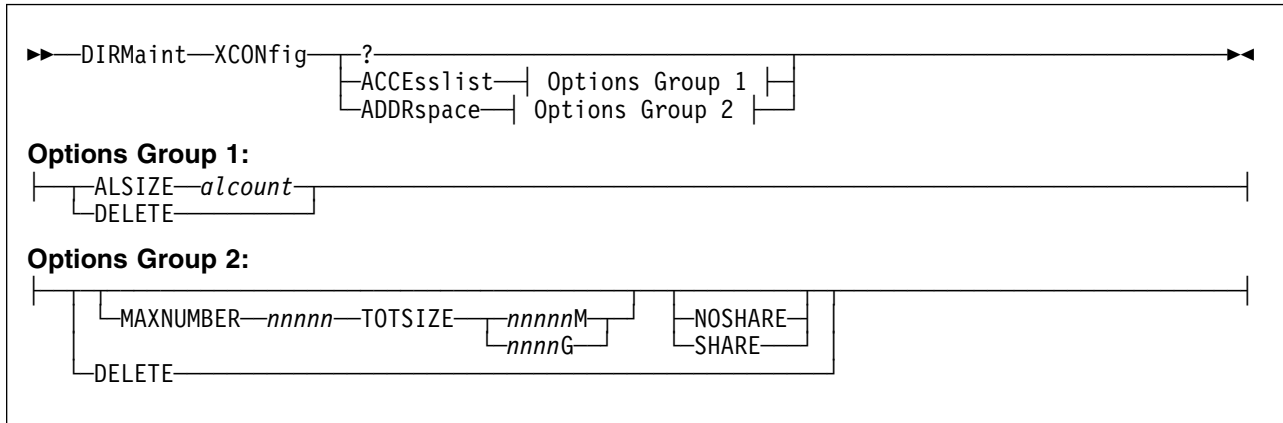 ►►──DIRMaint──XCONfig──?──►◄
ACCEsslist──┤ Options Group 1 ├
ADDRspace──┤ Options Group 2 ├
Options Group 1:
ALSIZE──alcount
DELETE
Options Group 2:
MAXNUMBER──nnnnn──TOTSIZE──nnnnnM NOSHARE
nnnnG SHARE
DELETE